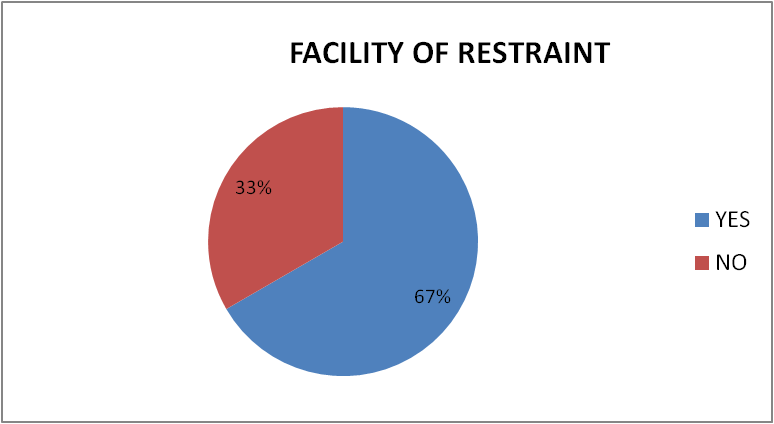 FACILITY OF RESTRAINT
33%
67%
YES
NO